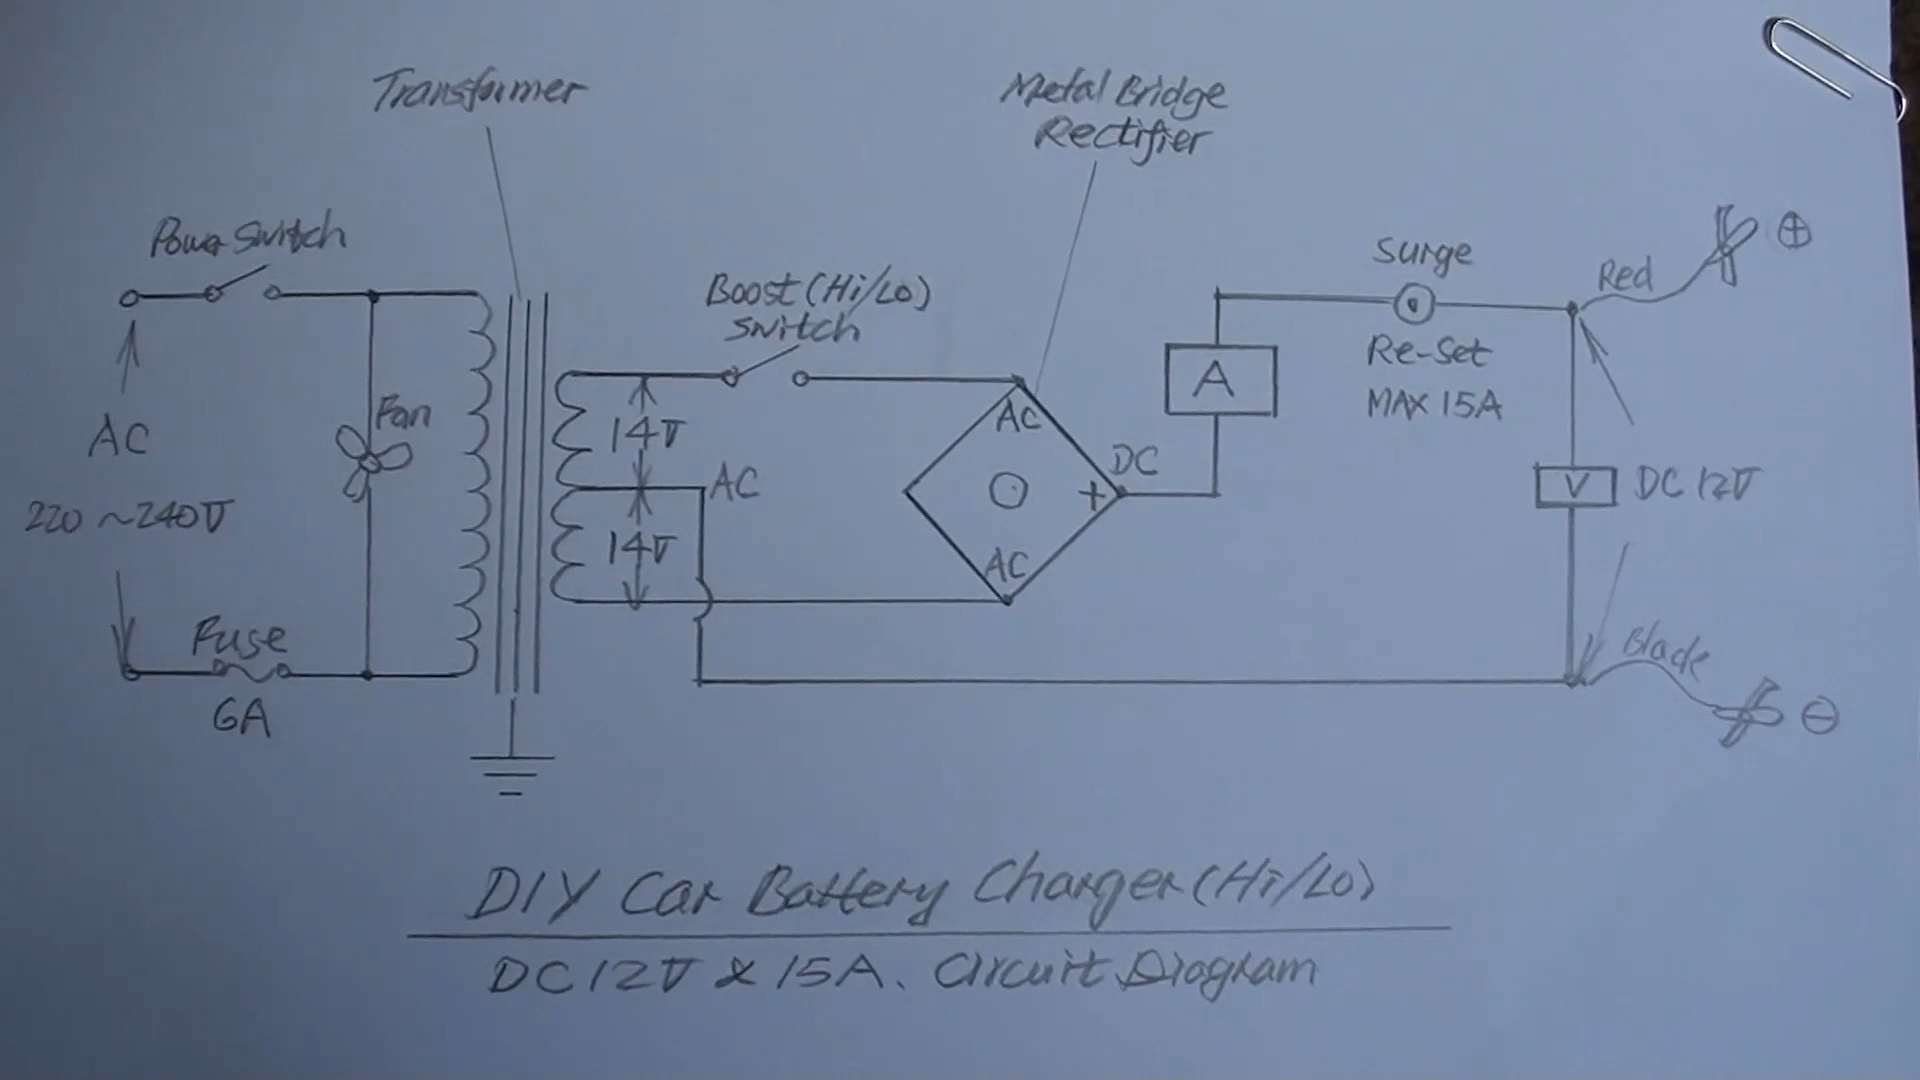 Transformer
Metal Bridge
Rectifier
Power Switch
Surge
Red
⊕
Boost (Hi/Lo)
Switch
Re-Set
MAX 15A
A
Fan
AC
14V
AC
DC
AC
+
V
DC 12V
220 ~240V
14V
AC
Fuse
6A
Blade
⊖
DIY Car Battery Charger (Hi/Lo)
DC 12V & 15A. Circuit Diagram